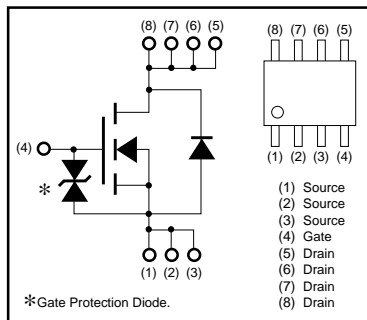 (8) (7) (6) (5)
(4)
*
(1) (2) (3)
*Gate Protection Diode.
(8) (7) (6) (5)
(1) (2) (3) (4)
(1) Source
(2) Source
(3) Source
(4) Gate
(5) Drain
(6) Drain
(7) Drain
(8) Drain